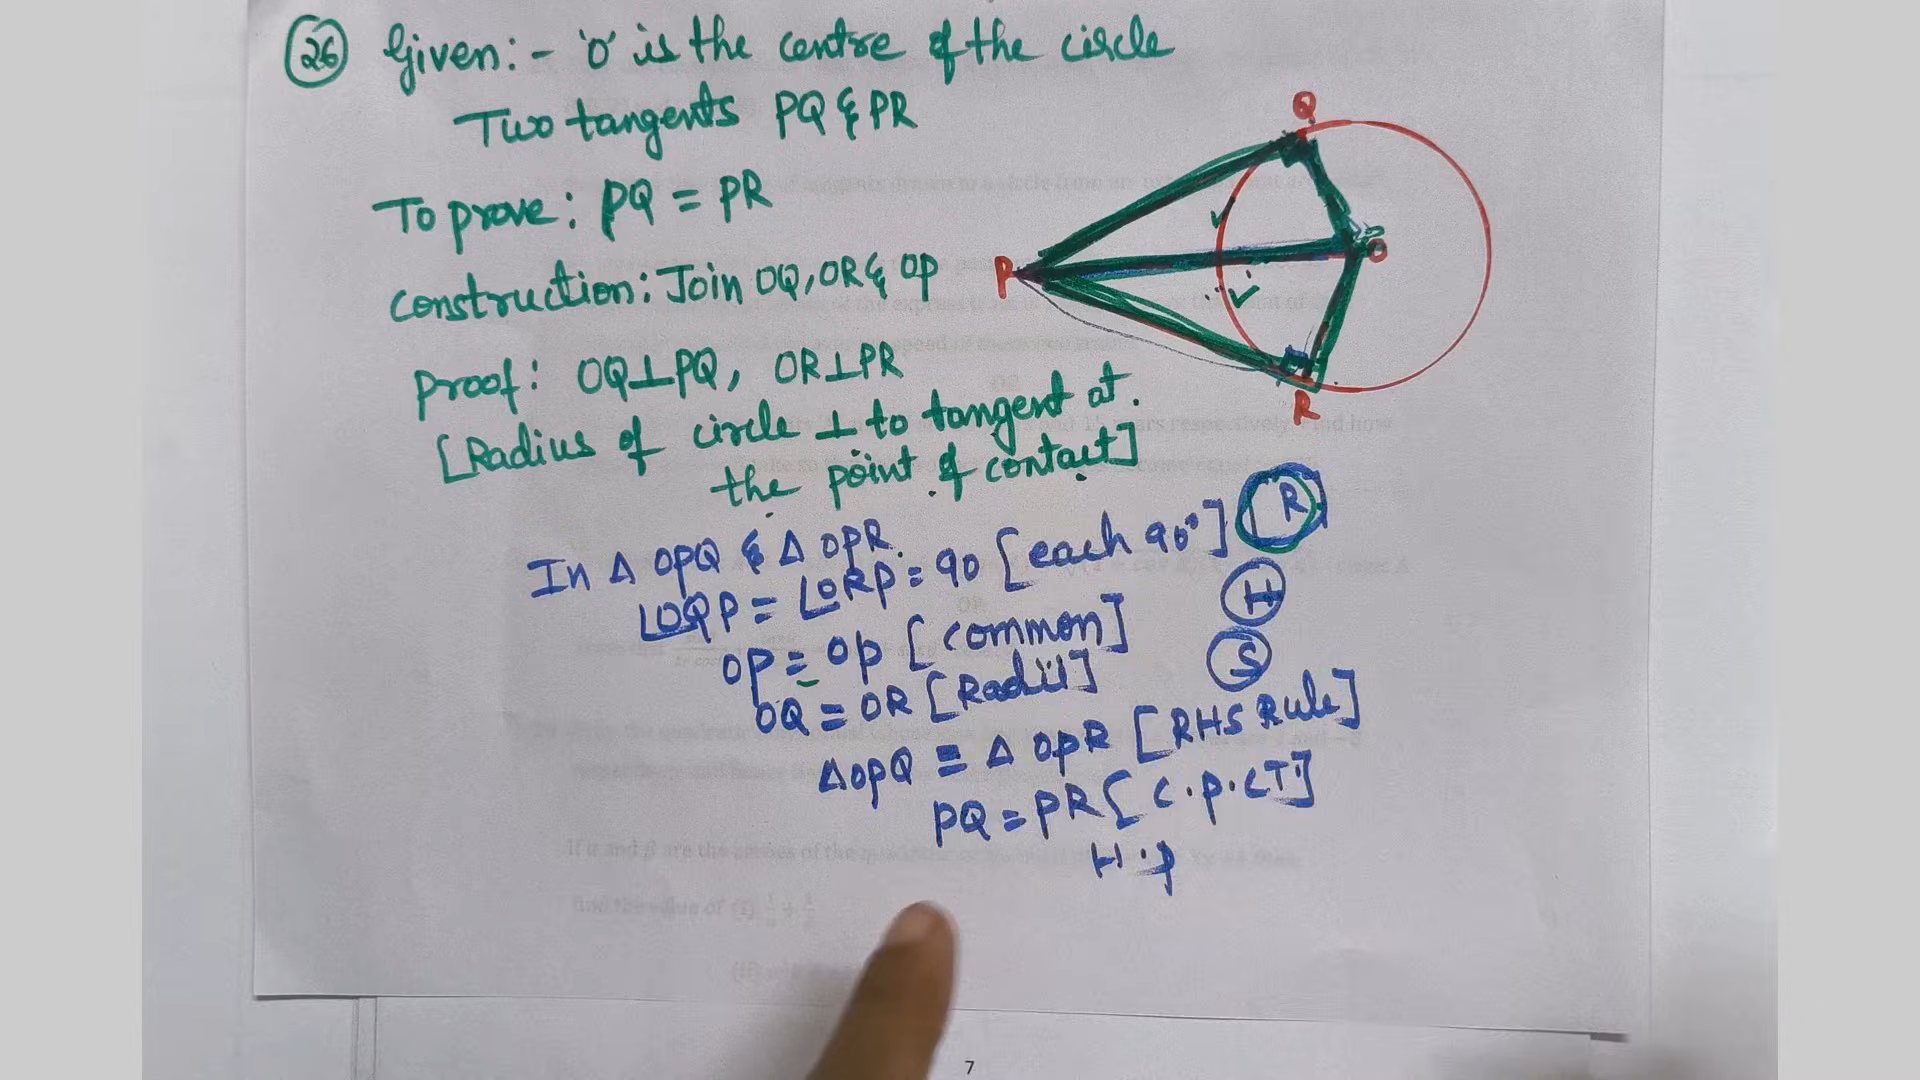 26 Given:- 'O' is the centre of the circle
Two tangents PQ & PR
To prove: PQ = PR
Construction: Join OQ, OR & OP
Proof: OQ⊥PQ, OR⊥PR
[Radius of circle ⊥ to tangent at
the point of contact]
In Δ OPQ & Δ OPR
∠OQP = ∠ORP = 90 [each 90°] R
OP = OP [common] H
OQ = OR [Radii] S
ΔOPQ ≅ Δ OPR [RHS Rule]
PQ = PR [C.P.CT]
H.P
Q
P
O
R
7